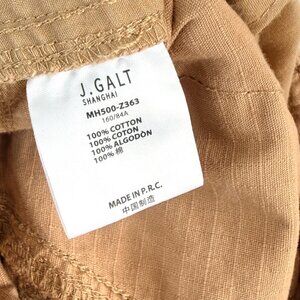 J.GALT
SHANGHAI
MH500-Z363
160/84A
100% COTTON
100% COTON
100% ALGODÓN
100% 棉
MADE IN P.R.C.
中国制造